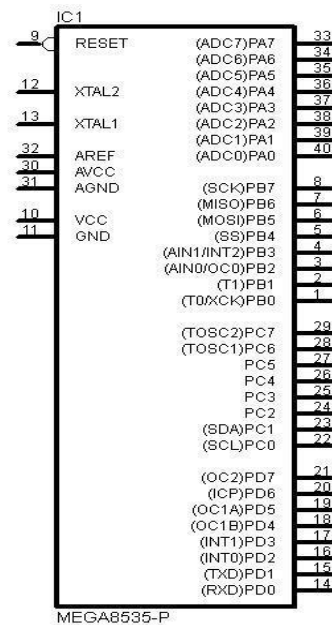 IC1
9 RESET (ADC7)PA7 33
(ADC6)PA6 34
(ADC5)PA5 35
12 XTAL2 (ADC4)PA4 36
(ADC3)PA3 37
13 XTAL1 (ADC2)PA2 38
(ADC1)PA1 39
32 AREF (ADC0)PA0 40
30 AVCC
31 AGND (SCK)PB7 8
(MISO)PB6 7
10 VCC (MOSI)PB5 6
11 GND (SS)PB4 5
(AIN1/INT2)PB3 4
(AIN0/OC0)PB2 3
(T1)PB1 2
(T0/XCK)PB0 1
(TOSC2)PC7 29
(TOSC1)PC6 28
PC5 27
PC4 26
PC3 25
PC2 24
(SDA)PC1 23
(SCL)PC0 22
(OC2)PD7 21
(ICP)PD6 20
(OC1A)PD5 19
(OC1B)PD4 18
(INT1)PD3 17
(INT0)PD2 16
(TXD)PD1 15
(RXD)PD0 14
MEGA8535-P